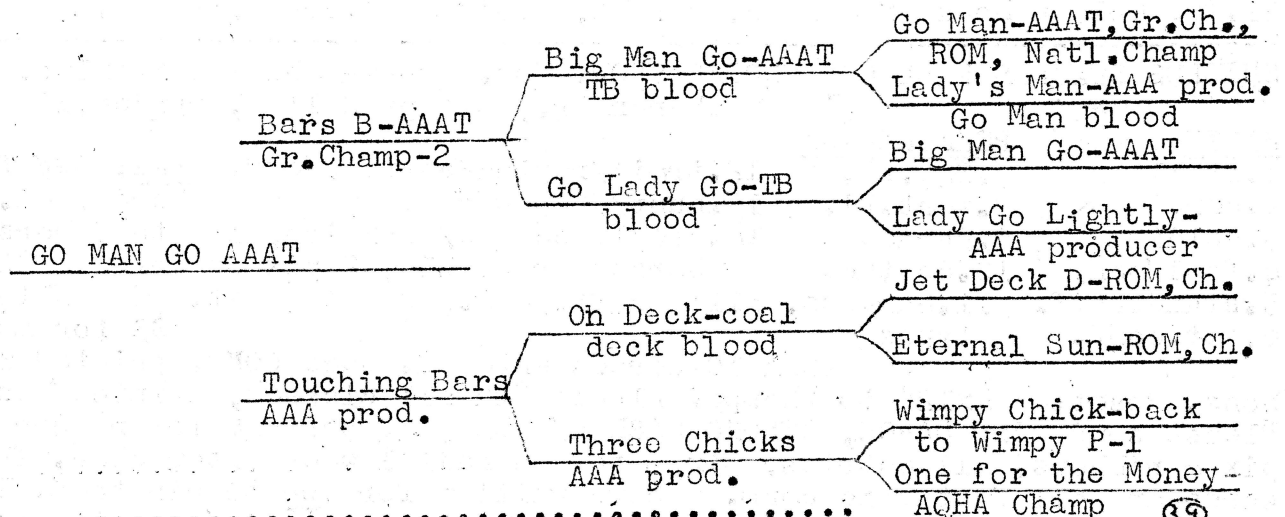 Go Man-AAAT, Gr.Ch.,
ROM, Natl.Champ
Big Man Go-AAAT
TB blood
Lady's Man-AAA prod.
Go Man blood
Bars B-AAAT
Gr.Champ-2
Big Man Go-AAAT
Go Lady Go-TB
blood
Lady Go Lightly-
AAA producer
GO MAN GO AAAT
Jet Deck D-ROM, Ch.
Oh Deck-coal
deck blood
Eternal Sun-ROM, Ch.
Touching Bars
AAA prod.
Wimpy Chick-back
to Wimpy P-1
Three Chicks
AAA prod.
One for the Money-
AQHA Champ